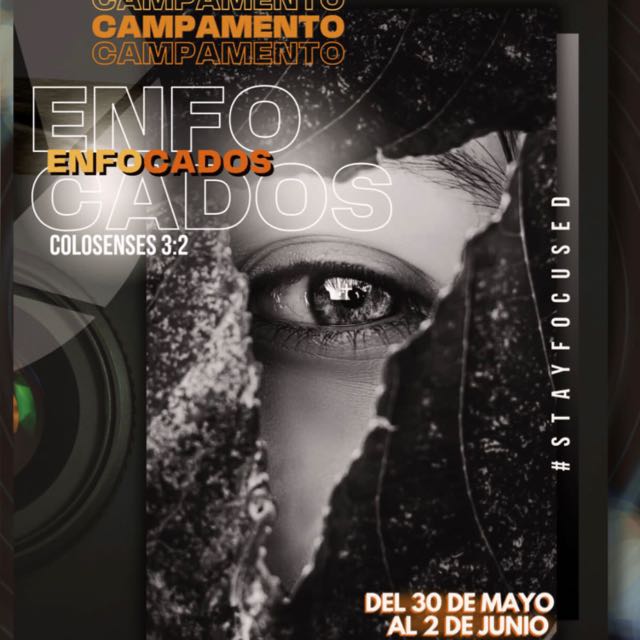 CAMPAMENTO
CAMPAMENTO
CAMPAMENTO
ENFO
ENFOCADOS
CADOS
COLOSENSES 3:2
#STAYFOCUSED
DEL 30 DE MAYO
AL 2 DE JUNIO